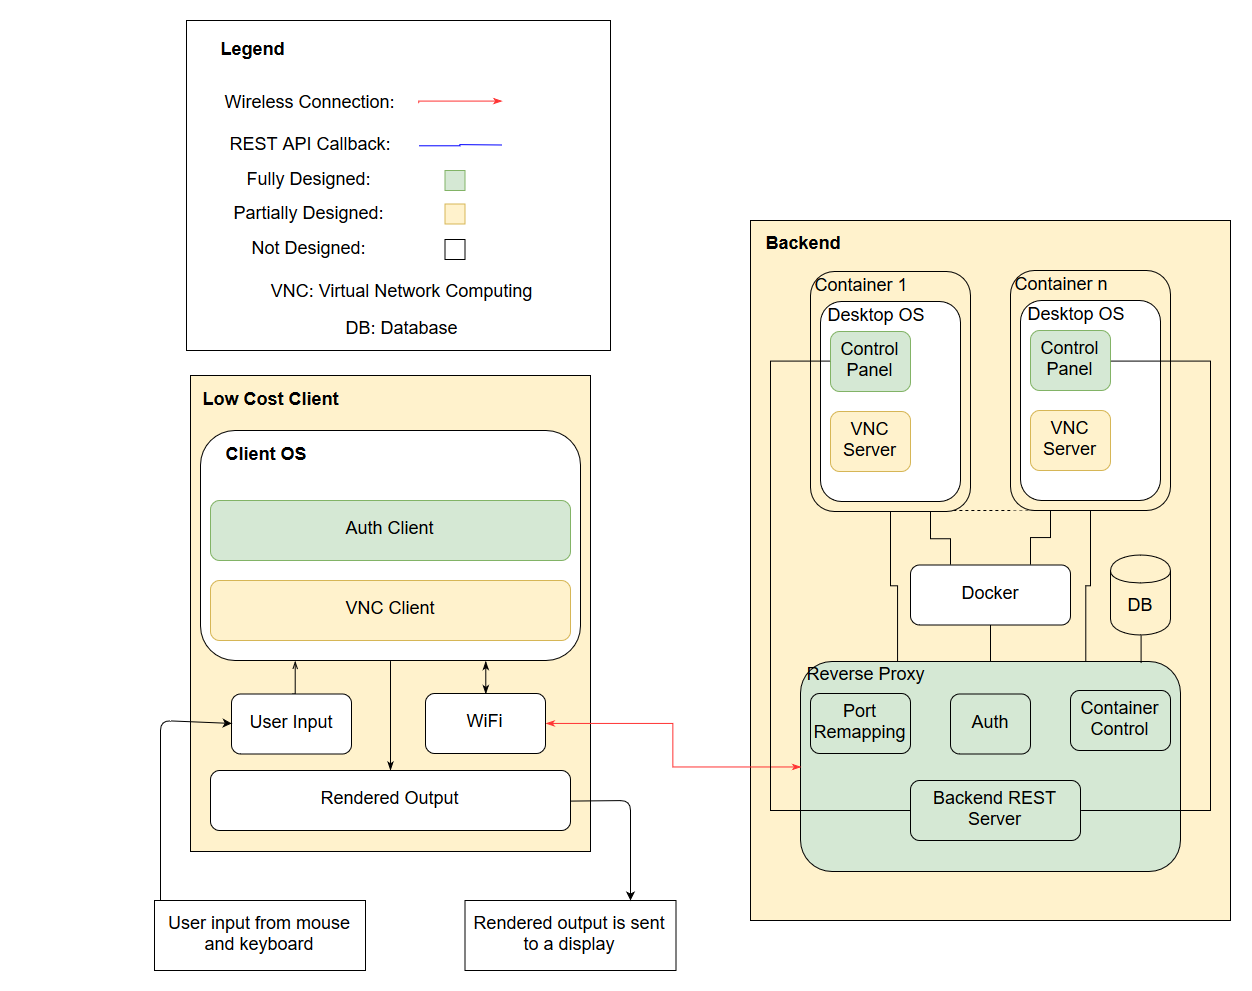 Legend
Wireless Connection:
REST API Callback:
Fully Designed:
Partially Designed:
Not Designed:
VNC: Virtual Network Computing
DB: Database
Low Cost Client
Client OS
Auth Client
VNC Client
User Input
WiFi
Rendered Output
User input from mouse
and keyboard
Rendered output is sent
to a display
Backend
Container 1
Desktop OS
Control
Panel
VNC
Server
Container n
Desktop OS
Control
Panel
VNC
Server
Docker
DB
Reverse Proxy
Port
Remapping
Auth
Container
Control
Backend REST
Server